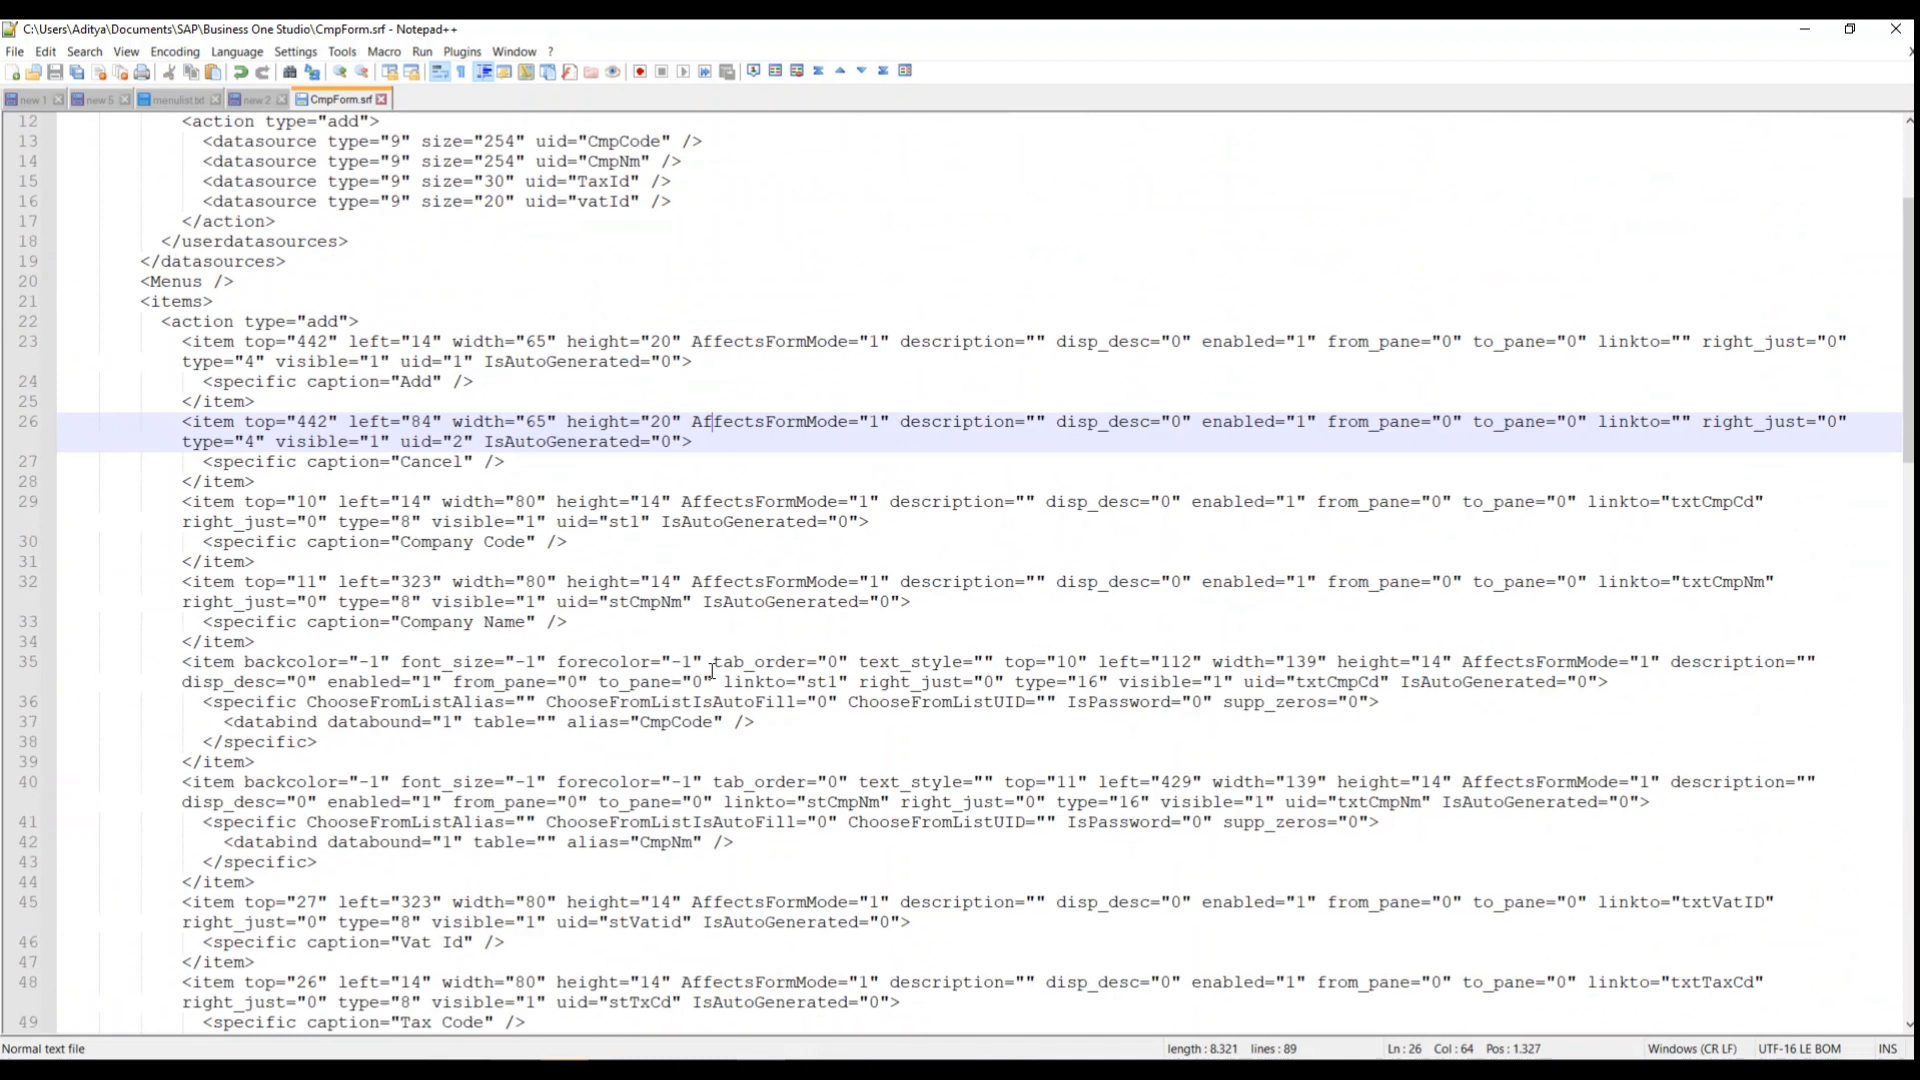 C:\Users\Aditya\Documents\SAP\Business One Studio\CmpForm.srf - Notepad++
File Edit Search View Encoding Language Settings Tools Macro Run Plugins Window ?
new 1 new 5 menulist.txt new 2 CmpForm.srf
12 <action type="add">
13 <datasource type="9" size="254" uid="CmpCode" />
14 <datasource type="9" size="254" uid="CmpNm" />
15 <datasource type="9" size="30" uid="TaxId" />
16 <datasource type="9" size="20" uid="vatId" />
17 </action>
18 </userdatasources>
19 </datasources>
20 <Menus />
21 <items>
22 <action type="add">
23 <item top="442" left="14" width="65" height="20" AffectsFormMode="1" description="" disp_desc="0" enabled="1" from_pane="0" to_pane="0" linkto="" right_just="0"
type="4" visible="1" uid="1" IsAutoGenerated="0">
24 <specific caption="Add" />
25 </item>
26 <item top="442" left="84" width="65" height="20" AffectsFormMode="1" description="" disp_desc="0" enabled="1" from_pane="0" to_pane="0" linkto="" right_just="0"
type="4" visible="1" uid="2" IsAutoGenerated="0">
27 <specific caption="Cancel" />
28 </item>
29 <item top="10" left="14" width="80" height="14" AffectsFormMode="1" description="" disp_desc="0" enabled="1" from_pane="0" to_pane="0" linkto="txtCmpCd"
right_just="0" type="8" visible="1" uid="st1" IsAutoGenerated="0">
30 <specific caption="Company Code" />
31 </item>
32 <item top="11" left="323" width="80" height="14" AffectsFormMode="1" description="" disp_desc="0" enabled="1" from_pane="0" to_pane="0" linkto="txtCmpNm"
right_just="0" type="8" visible="1" uid="stCmpNm" IsAutoGenerated="0">
33 <specific caption="Company Name" />
34 </item>
35 <item backcolor="-1" font_size="-1" forecolor="-1" tab_order="0" text_style="" top="10" left="112" width="139" height="14" AffectsFormMode="1" description=""
disp_desc="0" enabled="1" from_pane="0" to_pane="0" linkto="st1" right_just="0" type="16" visible="1" uid="txtCmpCd" IsAutoGenerated="0">
36 <specific ChooseFromListAlias="" ChooseFromListIsAutoFill="0" ChooseFromListUID="" IsPassword="0" supp_zeros="0">
37 <databind databound="1" table="" alias="CmpCode" />
38 </specific>
39 </item>
40 <item backcolor="-1" font_size="-1" forecolor="-1" tab_order="0" text_style="" top="11" left="429" width="139" height="14" AffectsFormMode="1" description=""
disp_desc="0" enabled="1" from_pane="0" to_pane="0" linkto="stCmpNm" right_just="0" type="16" visible="1" uid="txtCmpNm" IsAutoGenerated="0">
41 <specific ChooseFromListAlias="" ChooseFromListIsAutoFill="0" ChooseFromListUID="" IsPassword="0" supp_zeros="0">
42 <databind databound="1" table="" alias="CmpNm" />
43 </specific>
44 </item>
45 <item top="27" left="323" width="80" height="14" AffectsFormMode="1" description="" disp_desc="0" enabled="1" from_pane="0" to_pane="0" linkto="txtVatID"
right_just="0" type="8" visible="1" uid="stVatid" IsAutoGenerated="0">
46 <specific caption="Vat Id" />
47 </item>
48 <item top="26" left="14" width="80" height="14" AffectsFormMode="1" description="" disp_desc="0" enabled="1" from_pane="0" to_pane="0" linkto="txtTaxCd"
right_just="0" type="8" visible="1" uid="stTxCd" IsAutoGenerated="0">
49 <specific caption="Tax Code" />
Normal text file length : 8.321 lines : 89 Ln : 26 Col : 64 Pos : 1.327 Windows (CR LF) UTF-16 LE BOM INS